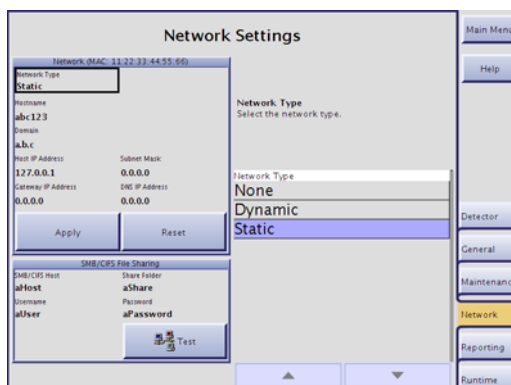 Network Settings
Main Menu
Help
Network (MAC: 11:22:33:44:55:66)
Network Type
Static
Hostname
abc123
Domain
a.b.c
Host IP Address
Subnet Mask
127.0.0.1
0.0.0.0
Gateway IP Address
DNS IP Address
0.0.0.0
0.0.0.0
Apply
Reset
SMB/CIFS File Sharing
SMB/CIFS Host
Share Folder
aHost
aShare
Username
Password
aUser
aPassword
Test
Network Type
Select the network type.
Network Type
None
Dynamic
Static
Detector
General
Maintenanc
Network
Reporting
Runtime